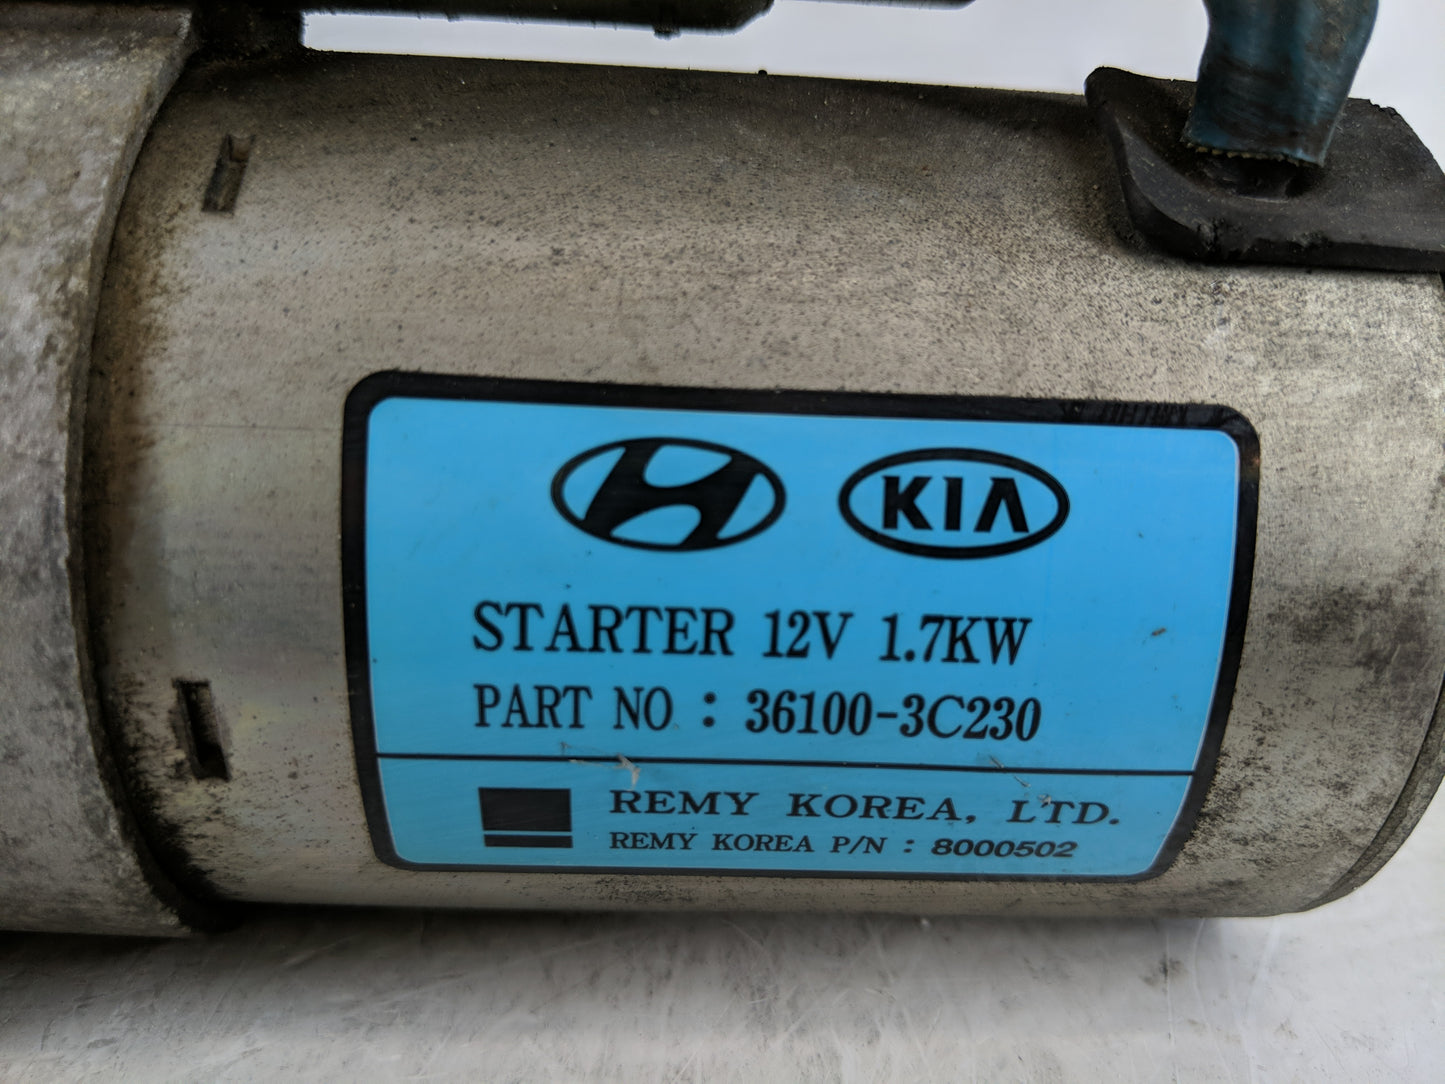 KIA
STARTER 12V 1.7KW
PART NO : 36100-3C230
REMY KOREA, LTD.
REMY KOREA P/N : 8000502